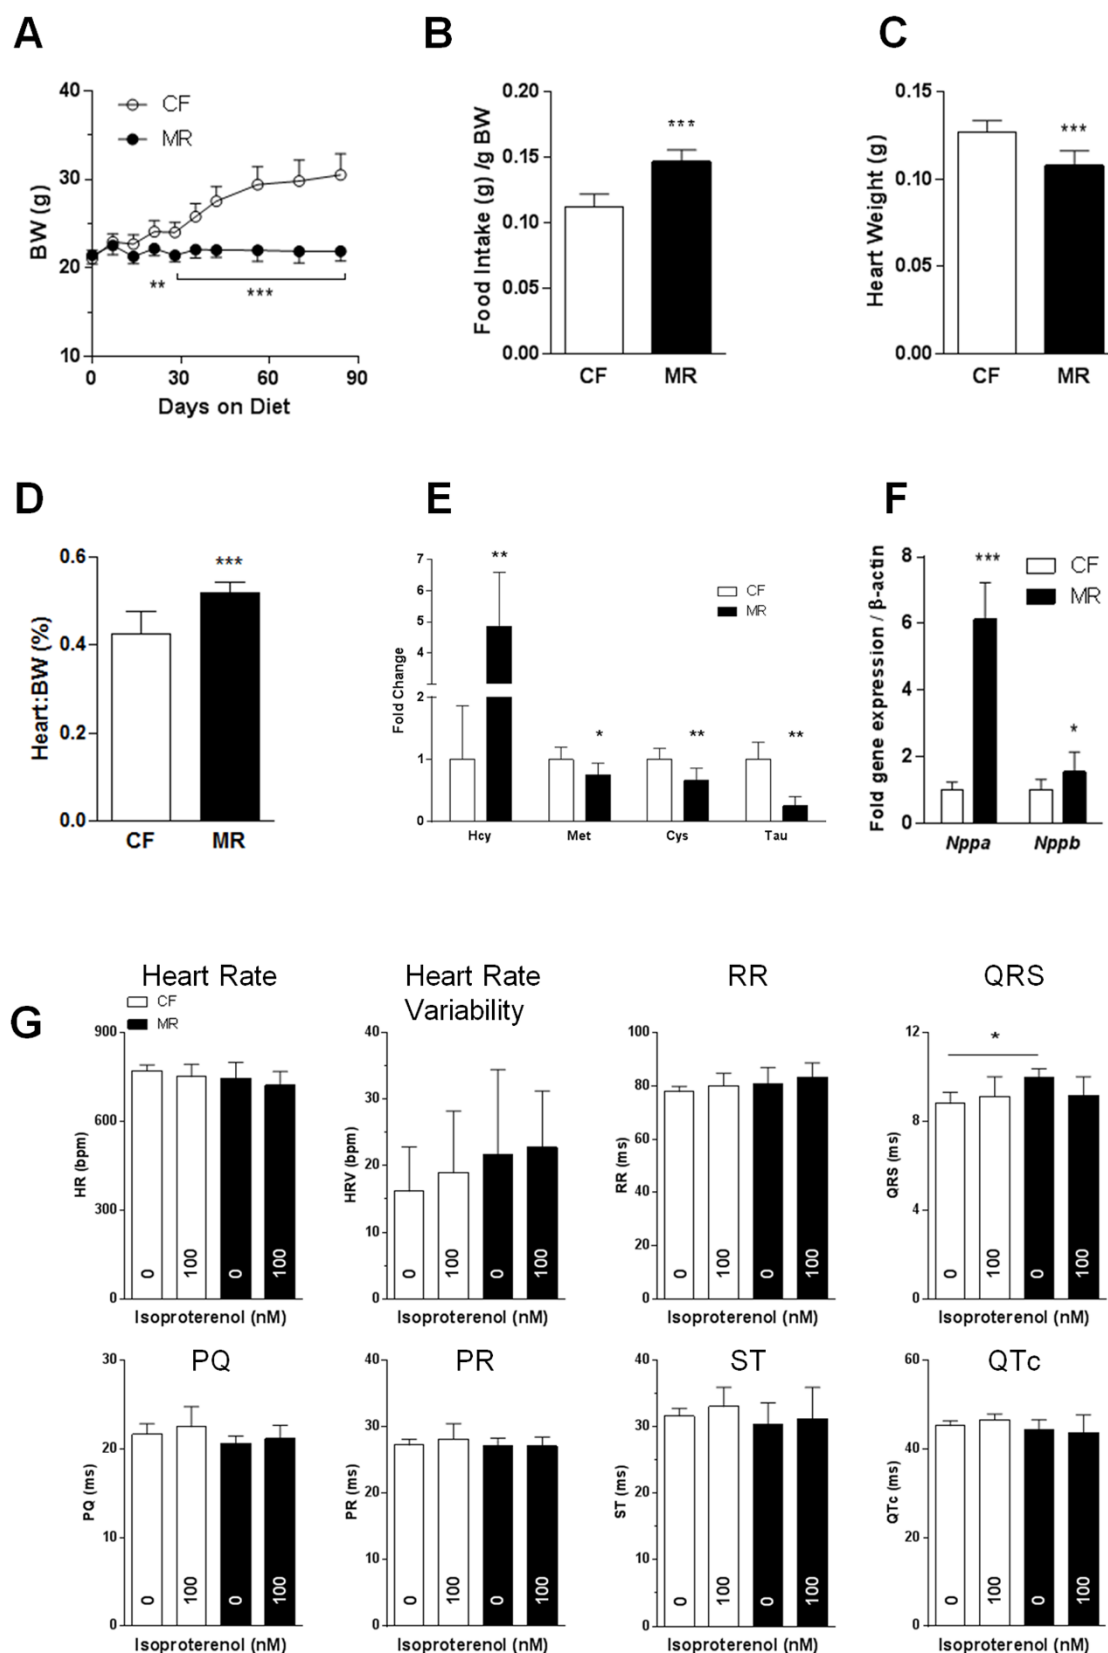 A
B
C
40
30
20
10
BW (g)
CF
MR
**
***
0
30
60
90
Days on Diet
0.20
0.15
0.10
0.05
0.00
Food Intake (g) /g BW
***
CF
MR
0.15
0.10
0.05
0.00
Heart Weight (g)
***
CF
MR
D
E
F
0.6
0.4
0.2
0.0
Heart:BW (%)
***
CF
MR
7
6
5
4
2
1
0
Fold Change
**
*
**
**
CF
MR
Hcy
Met
Cys
Tau
8
6
4
2
0
Fold gene expression / β-actin
***
*
CF
MR
Nppa
Nppb
G
Heart Rate
CF
MR
900
600
300
0
HR (bpm)
0
100
0
100
Isoproterenol (nM)
Heart Rate
Variability
40
30
20
10
0
HRV (bpm)
0
100
0
100
Isoproterenol (nM)
RR
100
80
60
40
20
0
RR (ms)
0
100
0
100
Isoproterenol (nM)
QRS
12
8
4
0
QRS (ms)
*
0
100
0
100
Isoproterenol (nM)
PQ
30
20
10
0
PQ (ms)
0
100
0
100
Isoproterenol (nM)
PR
40
30
20
10
0
PR (ms)
0
100
0
100
Isoproterenol (nM)
ST
40
30
20
10
0
ST (ms)
0
100
0
100
Isoproterenol (nM)
QTc
60
40
20
0
QTc (ms)
0
100
0
100
Isoproterenol (nM)